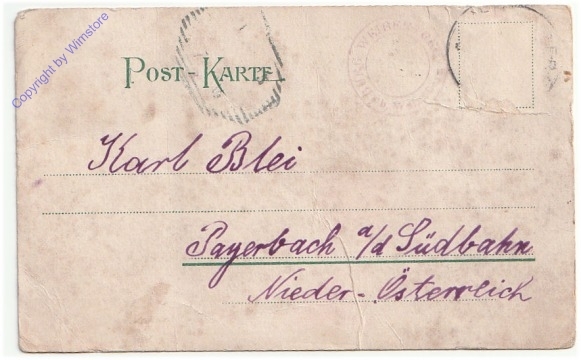 Copyright by Wimstore
POST-KARTE
Karl Blei
Payerbach a/d Südbahn
Nieder-Österreich